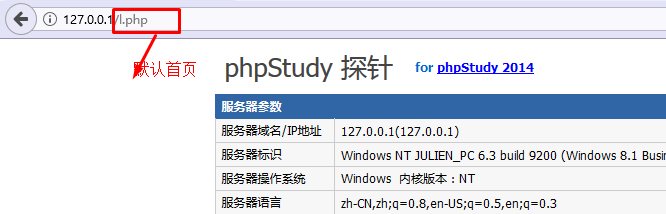 127.0.0.1/l.php
默认首页
phpStudy 探针 for phpStudy 2014
服务器参数
服务器域名/IP地址 127.0.0.1(127.0.0.1)
服务器标识 Windows NT JULIEN_PC 6.3 build 9200 (Windows 8.1 Busin
服务器操作系统 Windows 内核版本：NT
服务器语言 zh-CN,zh;q=0.8,en-US;q=0.5,en;q=0.3